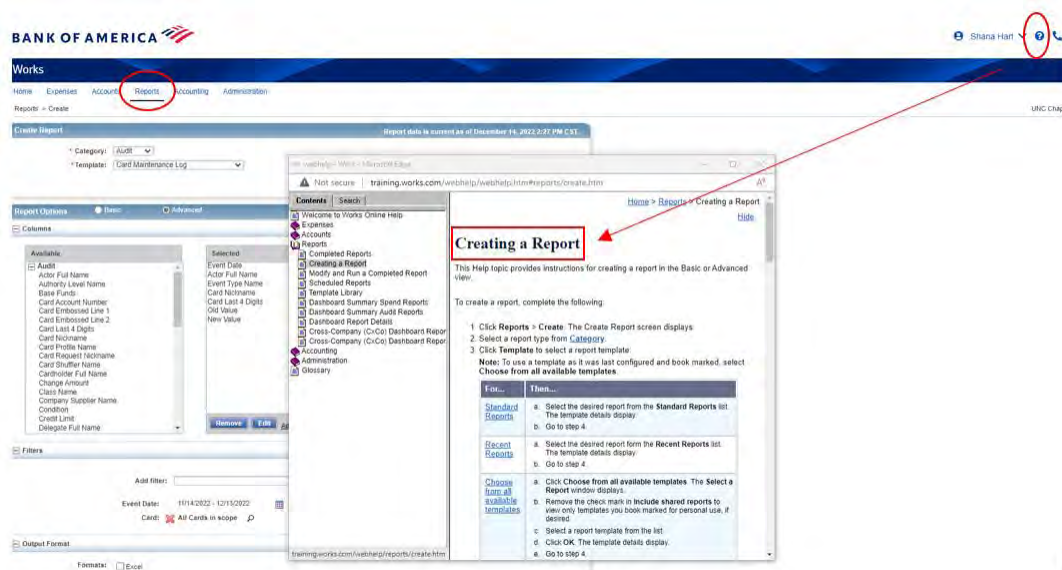 BANK OF AMERICA
Shana Hart
Works
Home Expenses Accounts Reports Accounting Administration
Reports > Create
UNC Chap
Create Report
Report data is current as of December 14, 2022 2:27 PM CST
* Category: Audit
* Template: Card Maintenance Log
Report Options Basic Advanced
Columns
Available
Audit
Actor Full Name
Authority Level Name
Base Funds
Card Account Number
Card Embossed Line 1
Card Embossed Line 2
Card Last 4 Digits
Card Nickname
Card Profile Name
Card Request Nickname
Card Shuffler Name
Cardholder Full Name
Change Amount
Class Name
Company Supplier Name
Condition
Credit Limit
Delegate Full Name
Selected
Event Date
Actor Full Name
Event Type Name
Card Nickname
Card Last 4 Digits
Old Value
New Value
Remove Edit
Filters
Add filter:
Event Date: 11/14/2022 - 12/13/2022
Card: All Cards in scope
Output Format
Formats: Excel
Microsoft Edge
Not secure training.works.com/webhelp/webhelp.htm#reports/create.htm
Contents Search
Welcome to Works Online Help
Expenses
Accounts
Reports
Completed Reports
Creating a Report
Modify and Run a Completed Report
Scheduled Reports
Template Library
Dashboard Summary Spend Reports
Dashboard Summary Audit Reports
Dashboard Report Details
Cross-Company (CxCo) Dashboard Repor
Cross-Company (CxCo) Dashboard Repor
Accounting
Administration
Glossary
training.works.com/webhelp/reports/create.htm
Home > Reports > Creating a Report
Hide
Creating a Report
This Help topic provides instructions for creating a report in the Basic or Advanced
view.
To create a report, complete the following:
1 Click Reports > Create. The Create Report screen displays.
2. Select a report type from Category.
3 Click Template to select a report template
Note: To use a template as it was last configured and book marked, select
Choose from all available templates.
For... Then...
Standard Reports
a. Select the desired report from the Standard Reports list.
The template details display.
b. Go to step 4.
Recent Reports
a. Select the desired report form the Recent Reports list.
The template details display
b. Go to step 4.
Choose from all available templates
a. Click Choose from all available templates. The Select a
Report window displays.
b. Remove the check mark in Include shared reports to
view only templates you book marked for personal use, if
desired
c. Select a report template from the list
d. Click OK. The template details display.
e. Go to step 4.